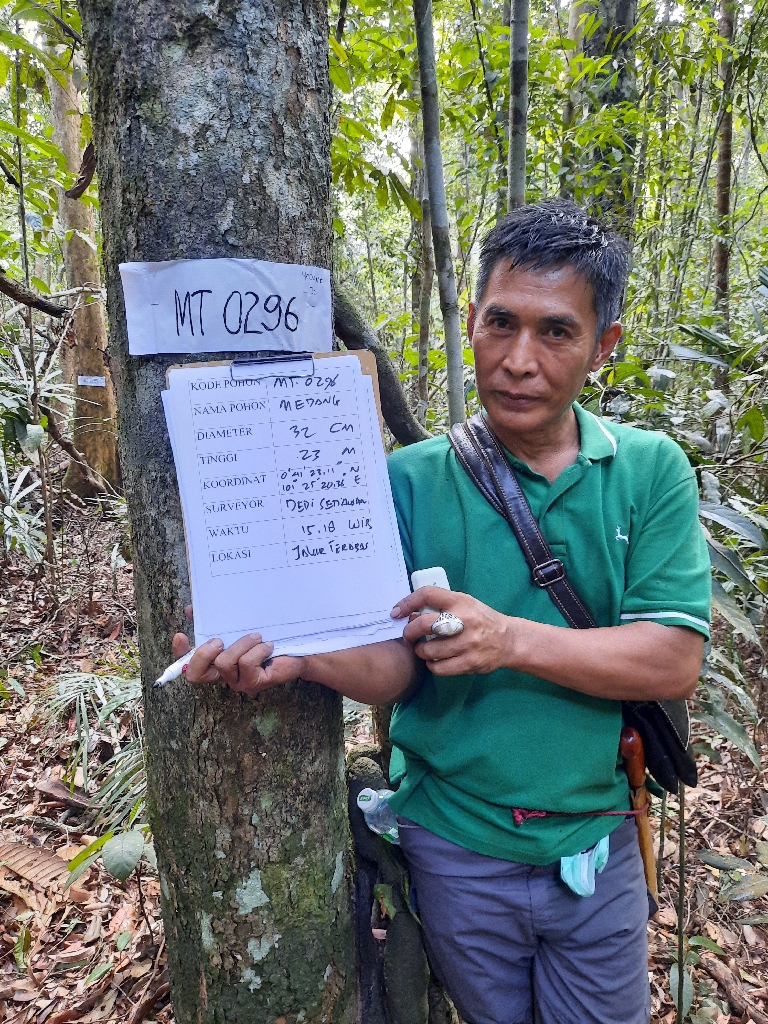 MT 0296
KODE POHON MT 0296
NAMA POHON MEDANG
DIAMETER 32 CM
TINGGI 23 M
KOORDINAT 0°41'23.11" N
101°25'20.36" E
SURVEYOR DEDI SETIAWAN
WAKTU 15.18 WIB
LOKASI JALUR TEROBOS